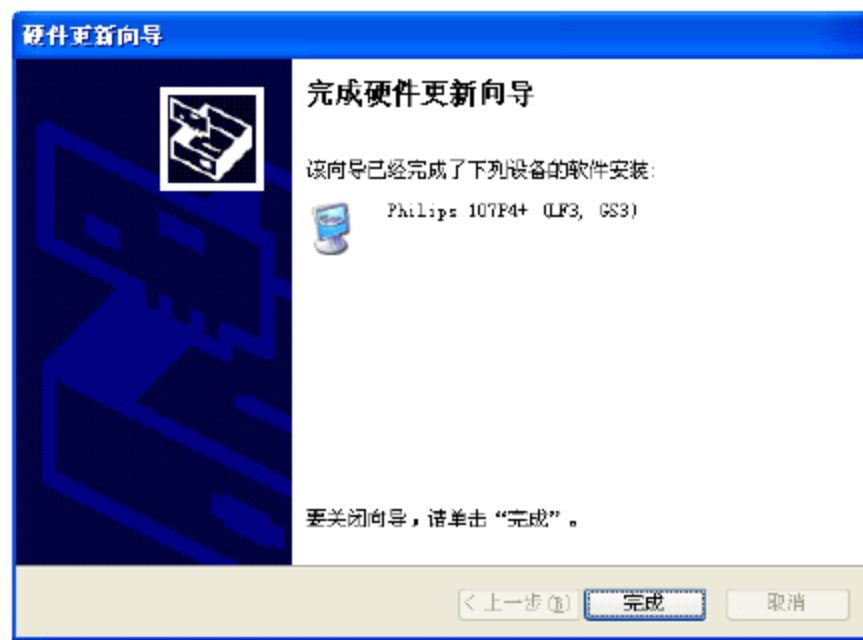 硬件更新向导
完成硬件更新向导
该向导已经完成了下列设备的软件安装:
Philips 107P4+ (LF3, GS3)
要关闭向导，请单击“完成”。
< 上一步(B) 完成 取消